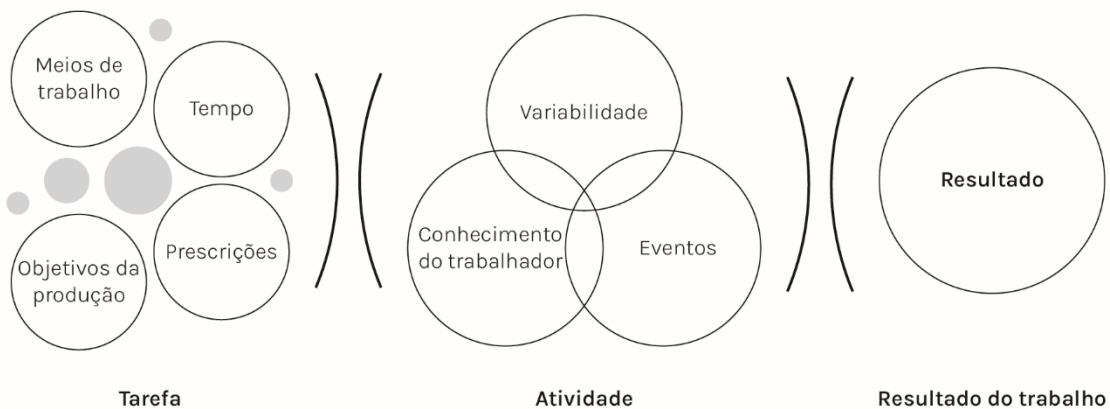 Meios de
trabalho
Tempo
Objetivos da
produção
Prescrições
Variabilidade
Conhecimento
do trabalhador
Eventos
Resultado
Tarefa
Atividade
Resultado do trabalho